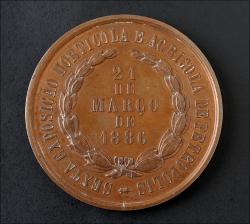 SEXTA EXPOSIÇÃO HORTICOLA E AGRICOLA DE PETROPOLIS
21
DE
MARÇO
DE
1886